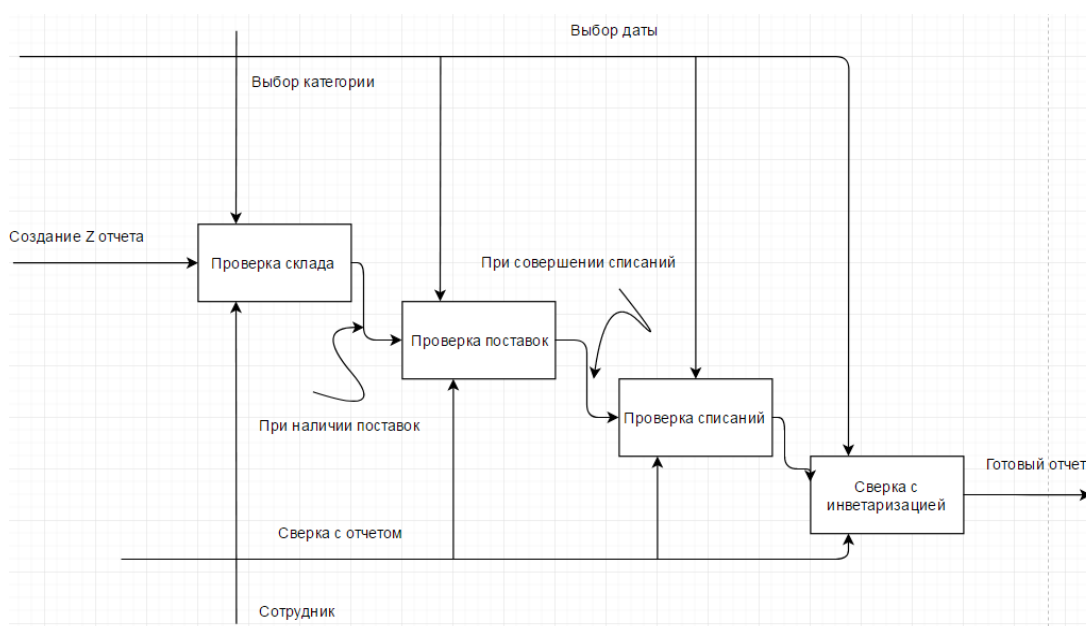 Выбор даты
Выбор категории
Создание Z отчета
Проверка склада
При совершении списаний
Проверка поставок
При наличии поставок
Проверка списаний
Готовый отчет
Сверка с
инветаризацией
Сверка с отчетом
Сотрудник